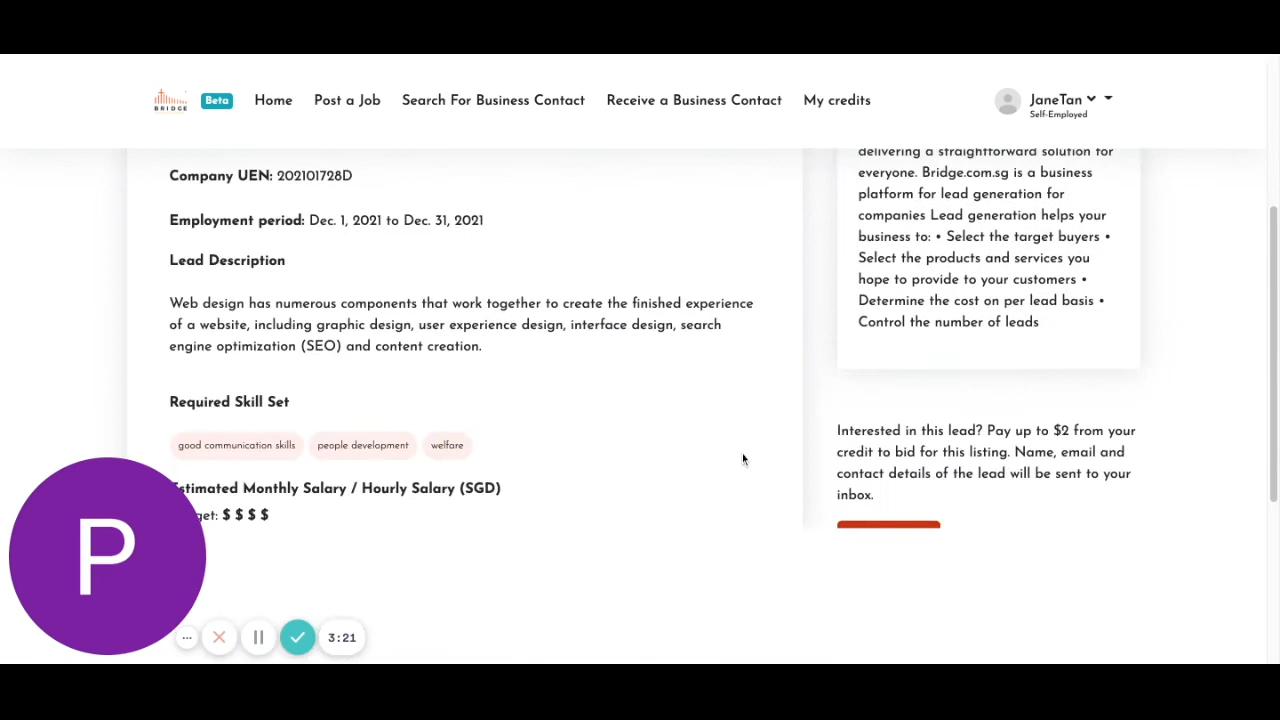 BRIDGE
Beta
Home
Post a Job
Search For Business Contact
Receive a Business Contact
My credits
JaneTan
Self-Employed
Company UEN: 202101728D
Employment period: Dec. 1, 2021 to Dec. 31, 2021
Lead Description
Web design has numerous components that work together to create the finished experience
of a website, including graphic design, user experience design, interface design, search
engine optimization (SEO) and content creation.
Required Skill Set
good communication skills
people development
welfare
Estimated Monthly Salary / Hourly Salary (SGD)
get: $ $ $ $
delivering a straightforward solution for
everyone. Bridge.com.sg is a business
platform for lead generation for
companies Lead generation helps your
business to: • Select the target buyers •
Select the products and services you
hope to provide to your customers •
Determine the cost on per lead basis •
Control the number of leads
Interested in this lead? Pay up to $2 from your
credit to bid for this listing. Name, email and
contact details of the lead will be sent to your
inbox.
P
3:21